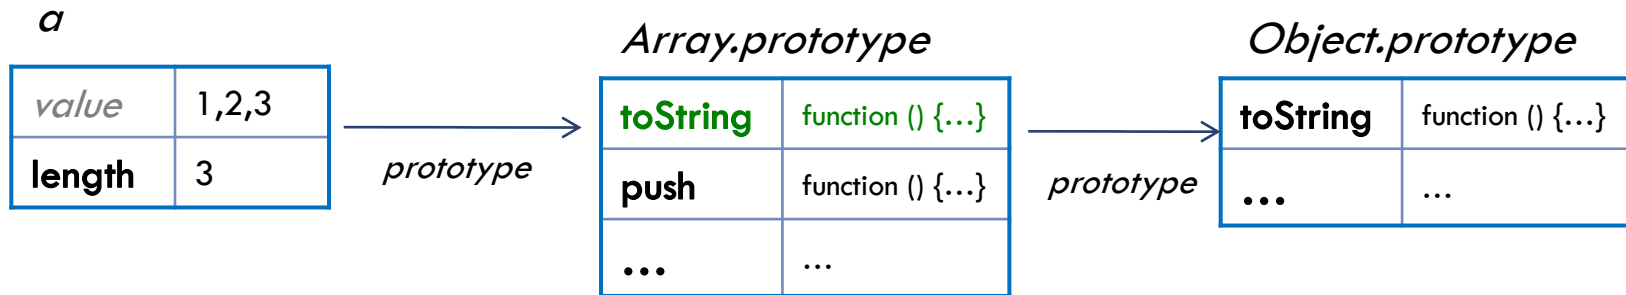 a
value 1,2,3
length 3
prototype
Array.prototype
toString function () {...}
push function () {...}
... ...
prototype
Object.prototype
toString function () {...}
... ...